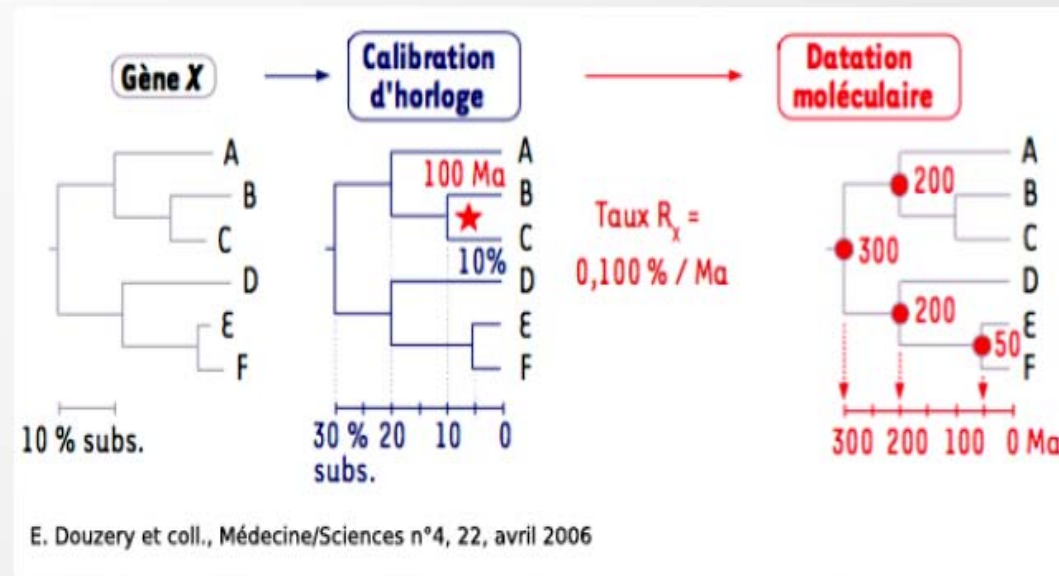 Gène X
Calibration
d'horloge
Datation
moléculaire
A
B
C
D
E
F
10 % subs.
100 Ma
10%
A
B
C
D
E
F
30 % 20 10 0
subs.
Taux Rx =
0,100 % / Ma
200
300
200
50
A
B
C
D
E
F
300 200 100 0 Ma
E. Douzery et coll., Médecine/Sciences n°4, 22, avril 2006